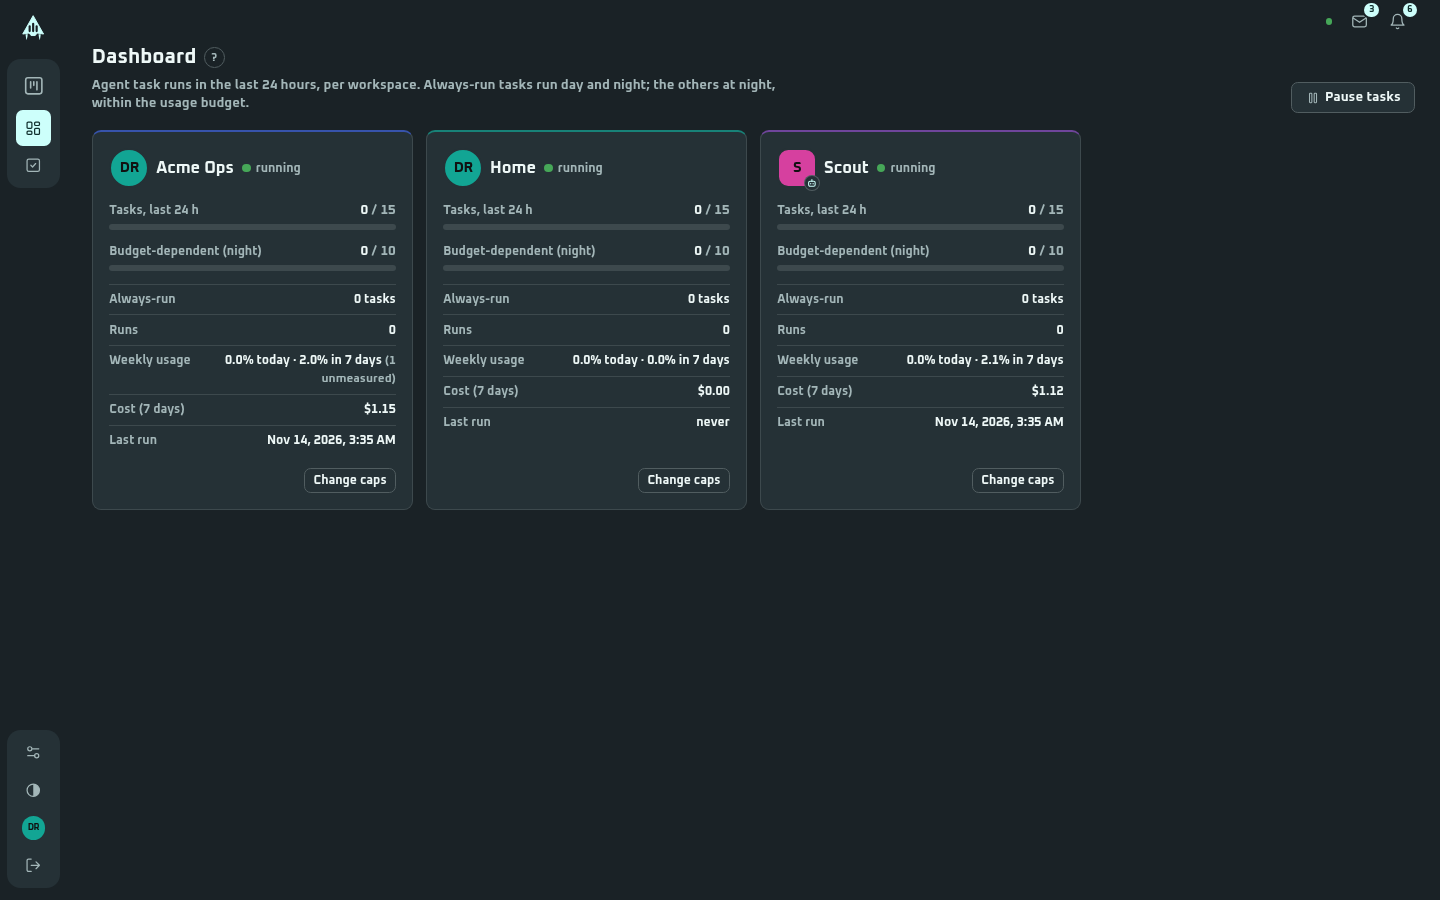 3
6
Dashboard ?
Agent task runs in the last 24 hours, per workspace. Always-run tasks run day and night; the others at night,
within the usage budget.
Pause tasks
DR Acme Ops running
Tasks, last 24 h 0 / 15
Budget-dependent (night) 0 / 10
Always-run 0 tasks
Runs 0
Weekly usage 0.0% today · 2.0% in 7 days (1
unmeasured)
Cost (7 days) $1.15
Last run Nov 14, 2026, 3:35 AM
Change caps
DR Home running
Tasks, last 24 h 0 / 15
Budget-dependent (night) 0 / 10
Always-run 0 tasks
Runs 0
Weekly usage 0.0% today · 0.0% in 7 days
Cost (7 days) $0.00
Last run never
Change caps
S Scout running
Tasks, last 24 h 0 / 15
Budget-dependent (night) 0 / 10
Always-run 0 tasks
Runs 0
Weekly usage 0.0% today · 2.1% in 7 days
Cost (7 days) $1.12
Last run Nov 14, 2026, 3:35 AM
Change caps
DR